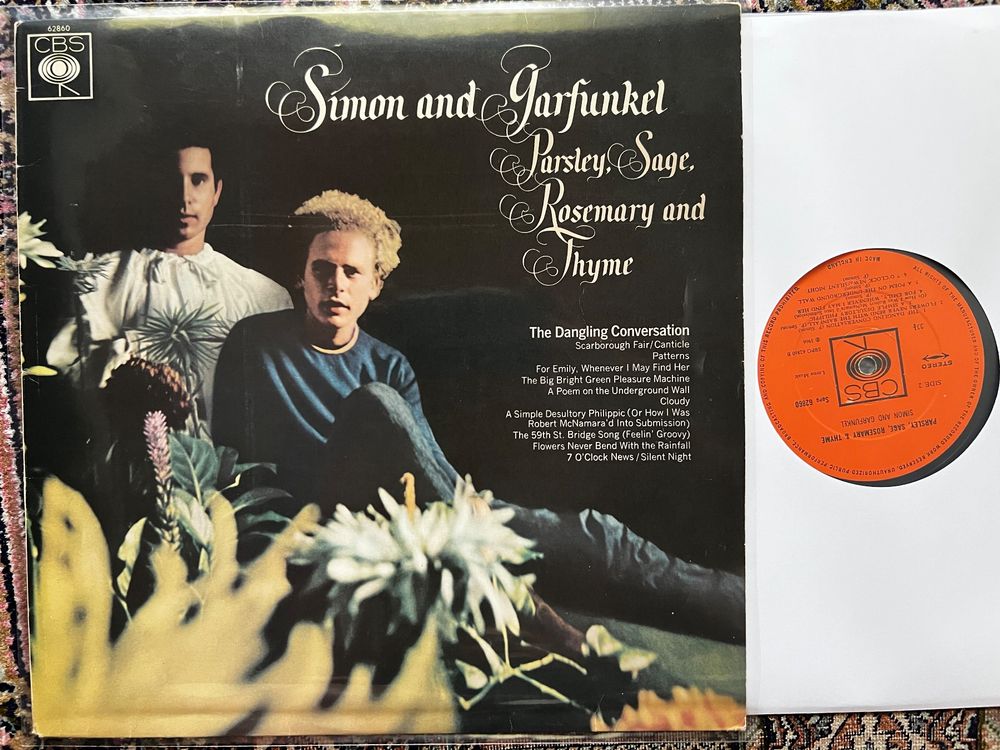 62860
CBS
Simon and Garfunkel
Parsley, Sage,
Rosemary and
Thyme
The Dangling Conversation
Scarborough Fair/Canticle
Patterns
For Emily, Whenever I May Find Her
The Big Bright Green Pleasure Machine
A Poem on the Underground Wall
Cloudy
A Simple Desultory Philippic (Or How I Was
Robert McNamara'd Into Submission)
The 59th St. Bridge Song (Feelin' Groovy)
Flowers Never Bend With the Rainfall
7 O'Clock News/Silent Night
PARSLEY, SAGE, ROSEMARY & THYME
SIMON AND GARFUNKEL
SIDE 2
STEREO
33⅓
CBS
62860
MADE IN ENGLAND